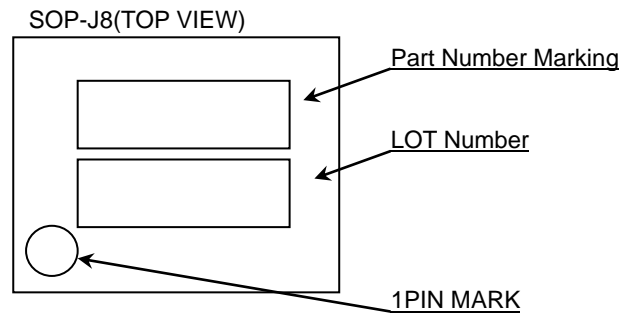 SOP-J8(TOP VIEW)
Part Number Marking
LOT Number
1PIN MARK